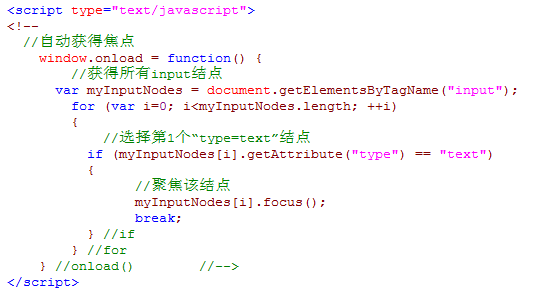 <script type="text/javascript">
<!--
//自动获得焦点
window.onload = function() {
//获得所有input结点
var myInputNodes = document.getElementsByTagName("input");
for (var i=0; i<myInputNodes.length; ++i)
{
//选择第1个“type=text”结点
if (myInputNodes[i].getAttribute("type") == "text")
{
//聚焦该结点
myInputNodes[i].focus();
break;
} //if
} //for
} //onload() //-->
</script>